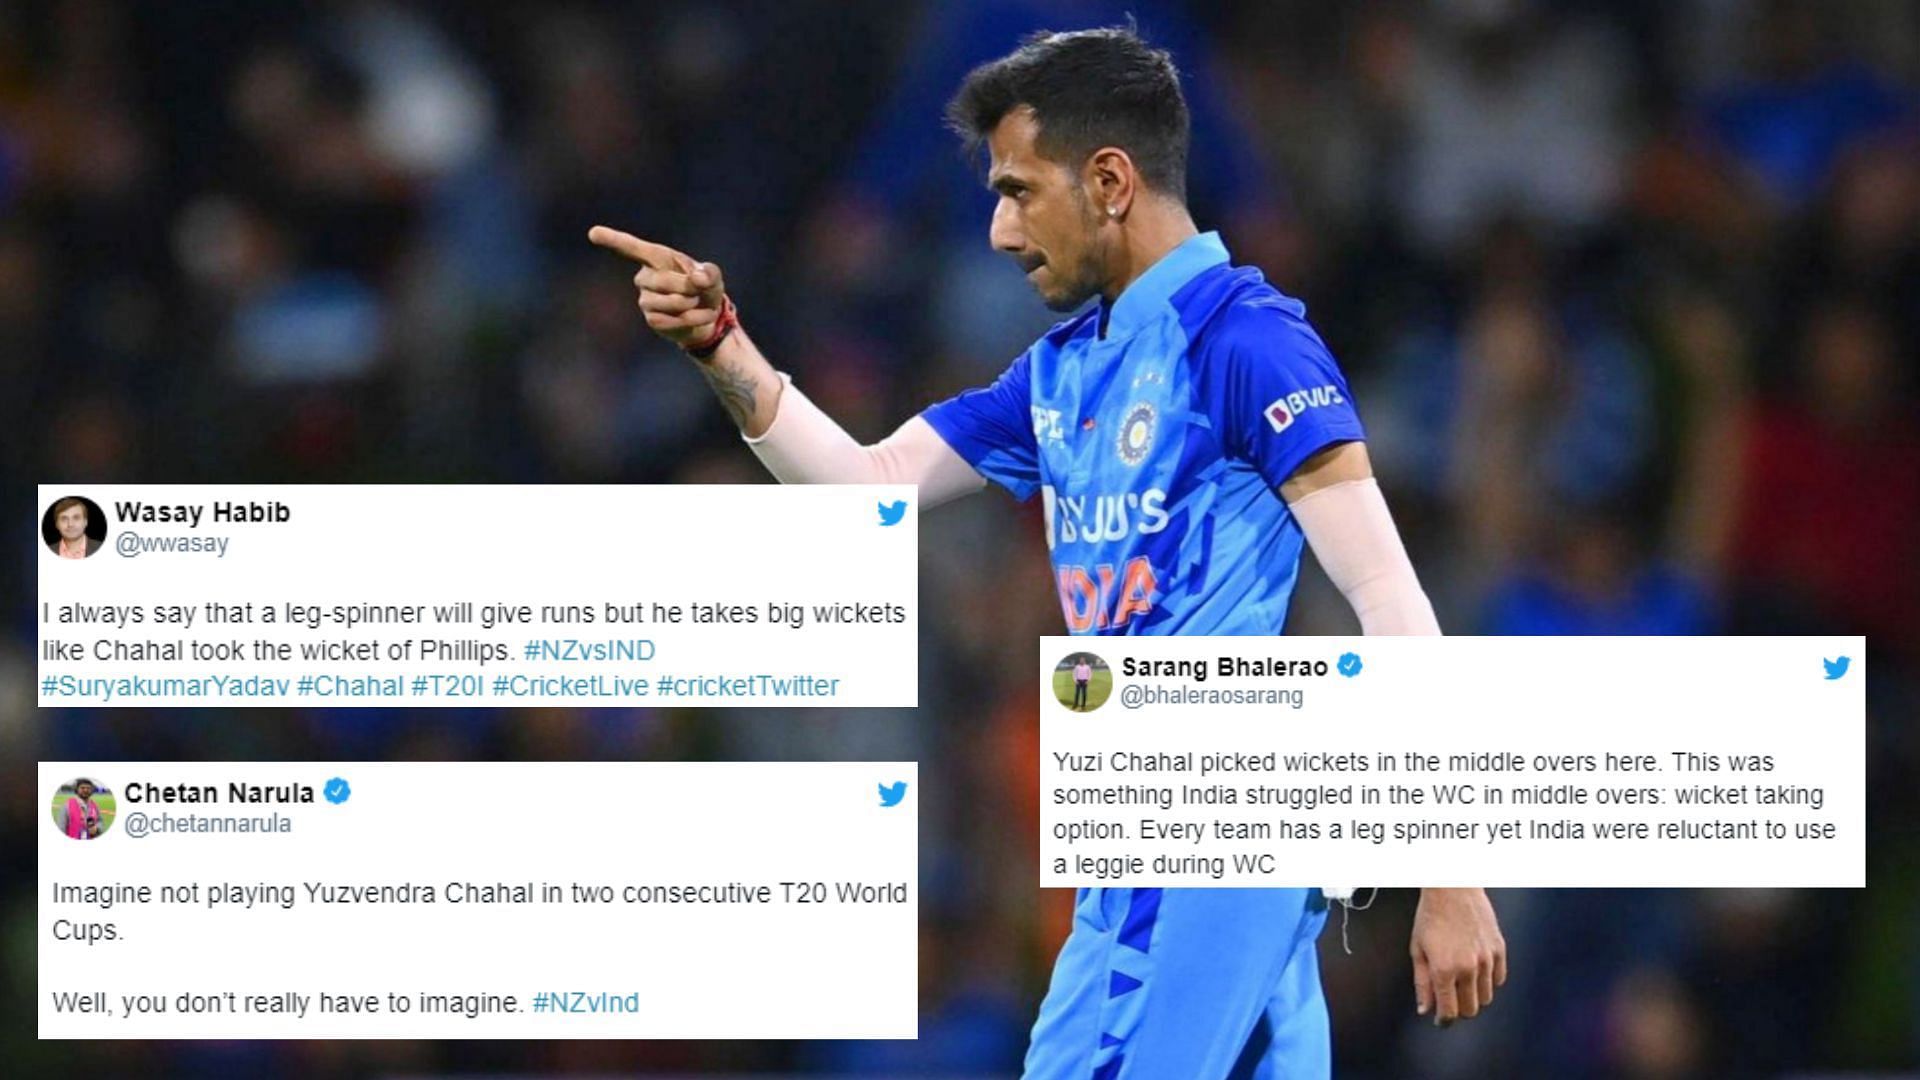 Wasay Habib
@wwasay
I always say that a leg-spinner will give runs but he takes big wickets
like Chahal took the wicket of Phillips. #NZvsIND
#SuryakumarYadav #Chahal #T20I #CricketLive #cricketTwitter
Chetan Narula
@chetannarula
Imagine not playing Yuzvendra Chahal in two consecutive T20 World
Cups.
Well, you don't really have to imagine. #NZvInd
BYJU'S
BYJU'S
Sarang Bhalerao
@bhaleraosarang
Yuzi Chahal picked wickets in the middle overs here. This was
something India struggled in the WC in middle overs: wicket taking
option. Every team has a leg spinner yet India were reluctant to use
a leggie during WC